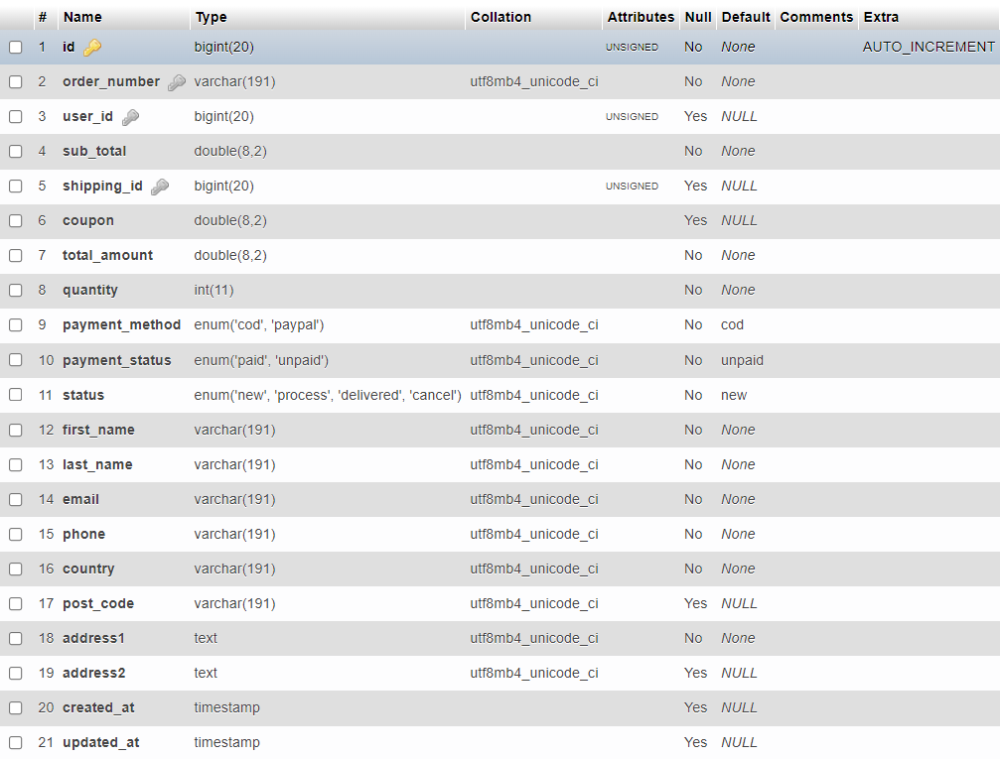 # Name Type Collation Attributes Null Default Comments Extra
1 id bigint(20) UNSIGNED No None AUTO_INCREMENT
2 order_number varchar(191) utf8mb4_unicode_ci No None
3 user_id bigint(20) UNSIGNED Yes NULL
4 sub_total double(8,2) No None
5 shipping_id bigint(20) UNSIGNED Yes NULL
6 coupon double(8,2) Yes NULL
7 total_amount double(8,2) No None
8 quantity int(11) No None
9 payment_method enum('cod', 'paypal') utf8mb4_unicode_ci No cod
10 payment_status enum('paid', 'unpaid') utf8mb4_unicode_ci No unpaid
11 status enum('new', 'process', 'delivered', 'cancel') utf8mb4_unicode_ci No new
12 first_name varchar(191) utf8mb4_unicode_ci No None
13 last_name varchar(191) utf8mb4_unicode_ci No None
14 email varchar(191) utf8mb4_unicode_ci No None
15 phone varchar(191) utf8mb4_unicode_ci No None
16 country varchar(191) utf8mb4_unicode_ci No None
17 post_code varchar(191) utf8mb4_unicode_ci Yes NULL
18 address1 text utf8mb4_unicode_ci No None
19 address2 text utf8mb4_unicode_ci Yes NULL
20 created_at timestamp Yes NULL
21 updated_at timestamp Yes NULL